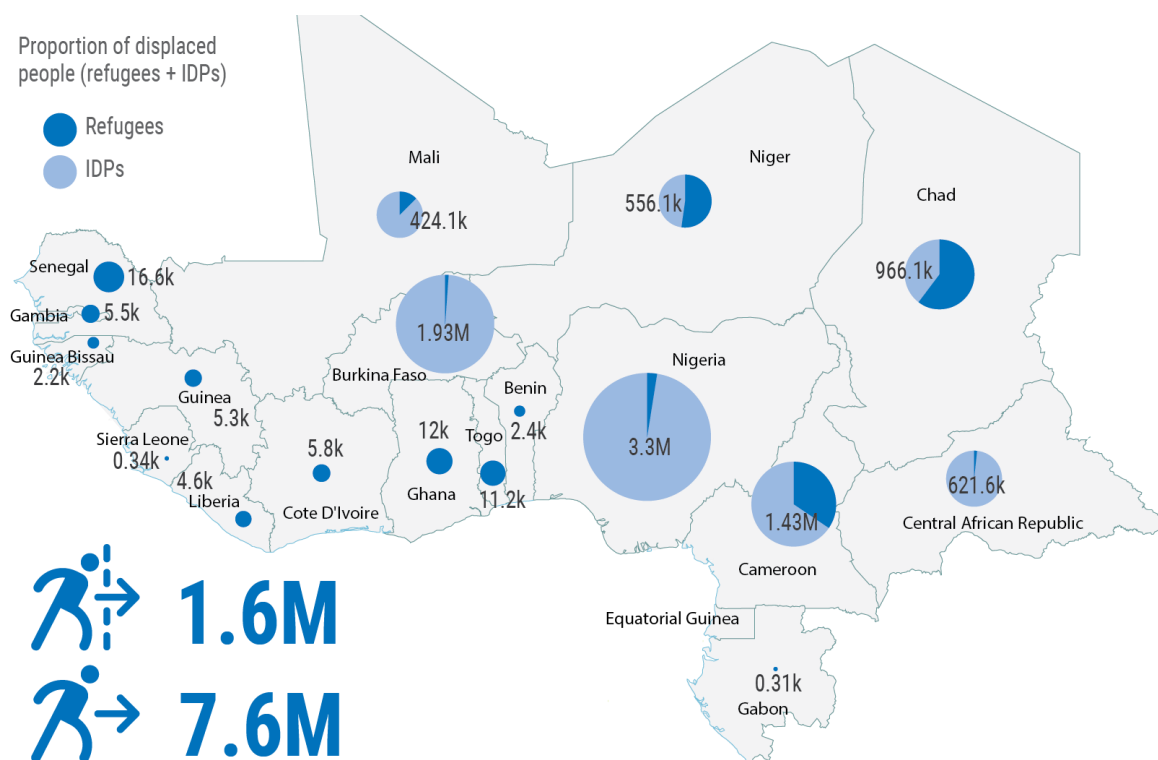 Proportion of displaced
people (refugees + IDPs)
Refugees
IDPs
Mali
424.1k
Niger
556.1k
Chad
966.1k
Senegal
16.6k
Gambia
5.5k
Guinea Bissau
2.2k
Guinea
5.3k
Sierra Leone
0.34k
4.6k
Liberia
5.8k
Cote D'Ivoire
1.93M
Burkina Faso
12k
Ghana
Togo
11.2k
Benin
2.4k
Nigeria
3.3M
1.43M
Cameroon
621.6k
Central African Republic
Equatorial Guinea
0.31k
Gabon
1.6M
7.6M